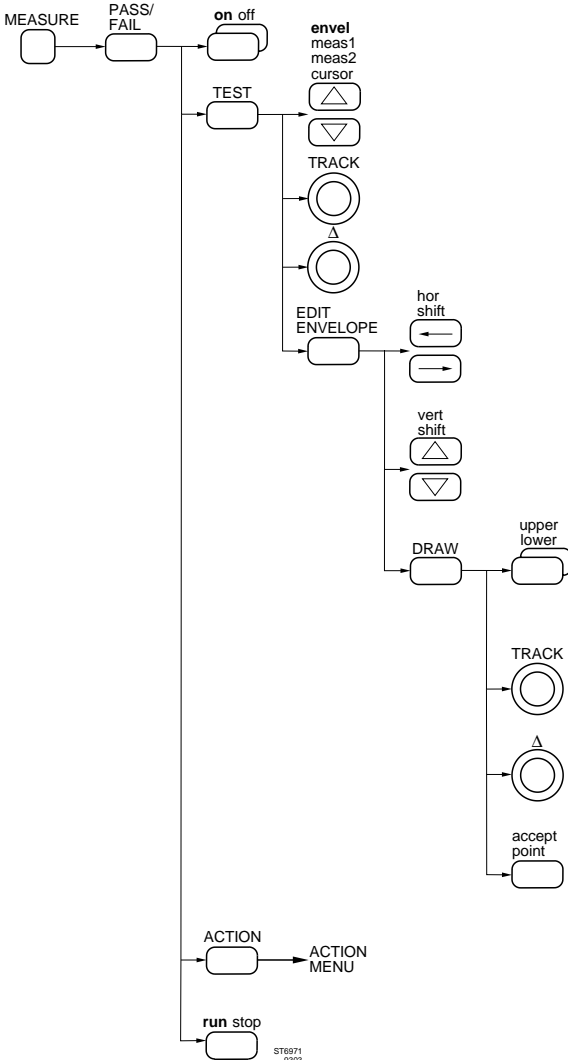 MEASURE
PASS/
FAIL
on off
TEST
envel
meas1
meas2
cursor
TRACK
Δ
EDIT
ENVELOPE
hor
shift
vert
shift
DRAW
upper
lower
TRACK
Δ
accept
point
ACTION
ACTION
MENU
run stop
ST6971
9303